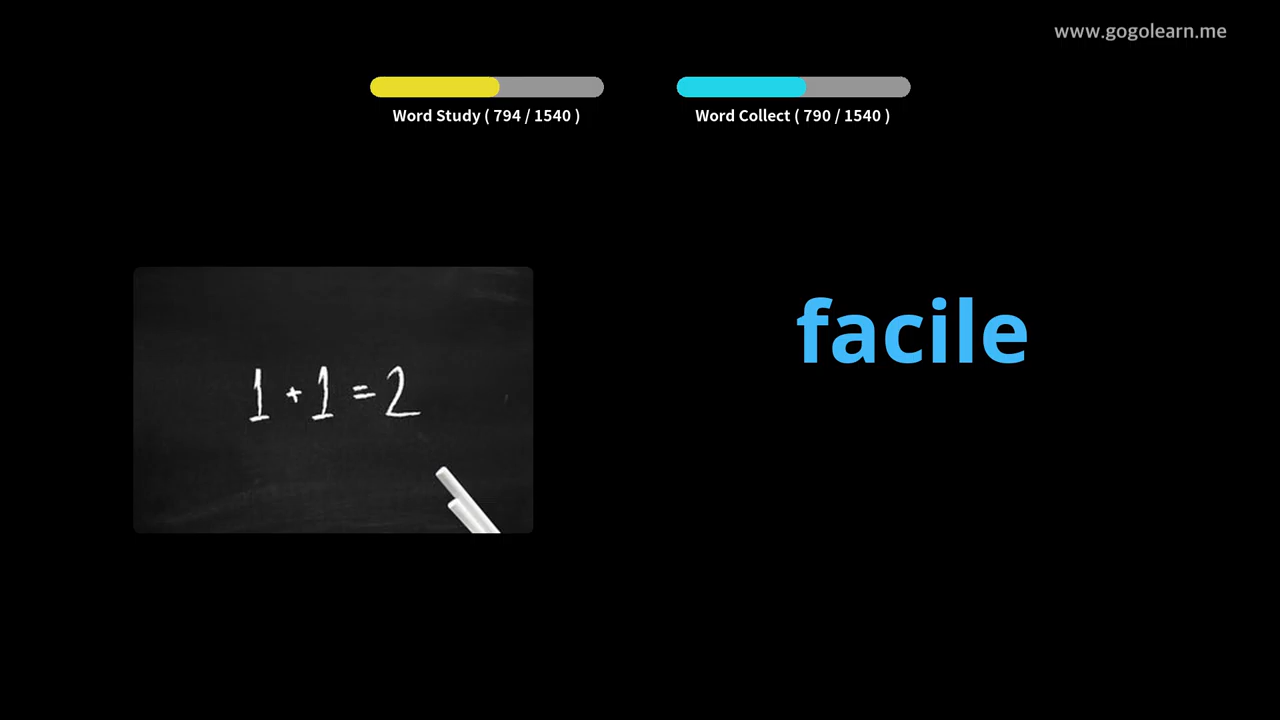 www.gogolearn.me
Word Study ( 794 / 1540 )
Word Collect ( 790 / 1540 )
1 + 1 = 2
facile